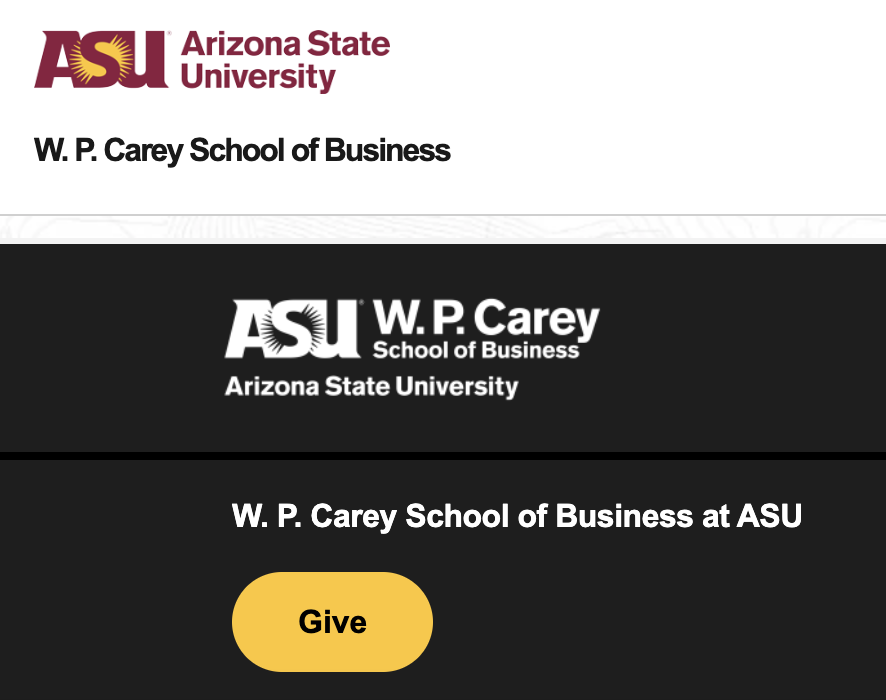 ASU Arizona State
University
W. P. Carey School of Business
ASU W. P. Carey
School of Business
Arizona State University
W. P. Carey School of Business at ASU
Give